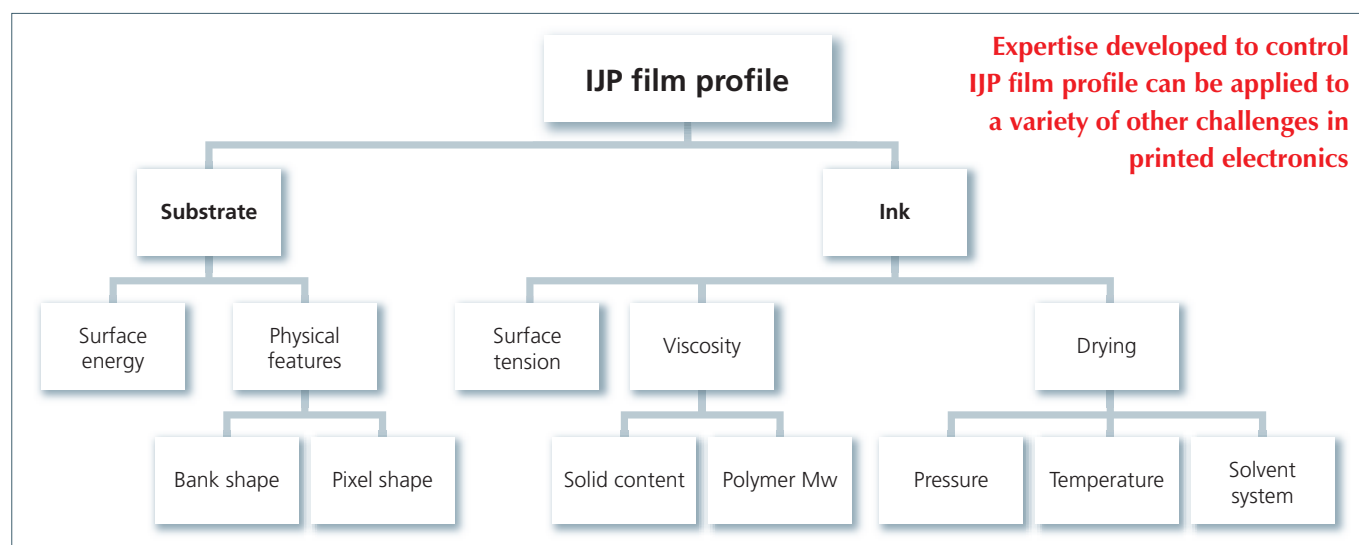 IJP film profile
Expertise developed to control
IJP film profile can be applied to
a variety of other challenges in
printed electronics
Substrate
Ink
Surface
energy
Physical
features
Surface
tension
Viscosity
Drying
Bank shape
Pixel shape
Solid content
Polymer Mw
Pressure
Temperature
Solvent
system